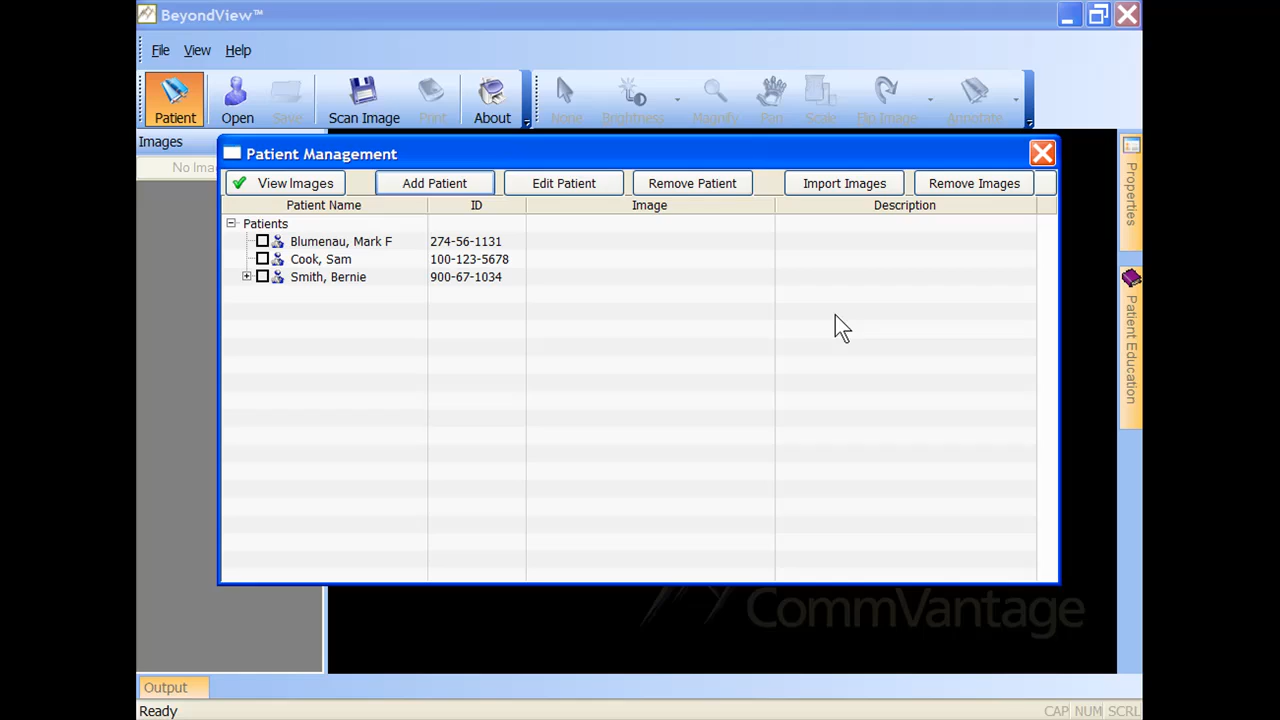 BeyondView™
File View Help
Patient Open Save Scan Image Print About None Brightness Magnify Pan Scale Flip Image Annotate
Images
No Ima
Patient Management
View Images Add Patient Edit Patient Remove Patient Import Images Remove Images
Patient Name ID Image Description
Patients
Blumenau, Mark F 274-56-1131
Cook, Sam 100-123-5678
Smith, Bernie 900-67-1034
Properties
Patient Education
CommVantage
Output
Ready CAP NUM SCRL